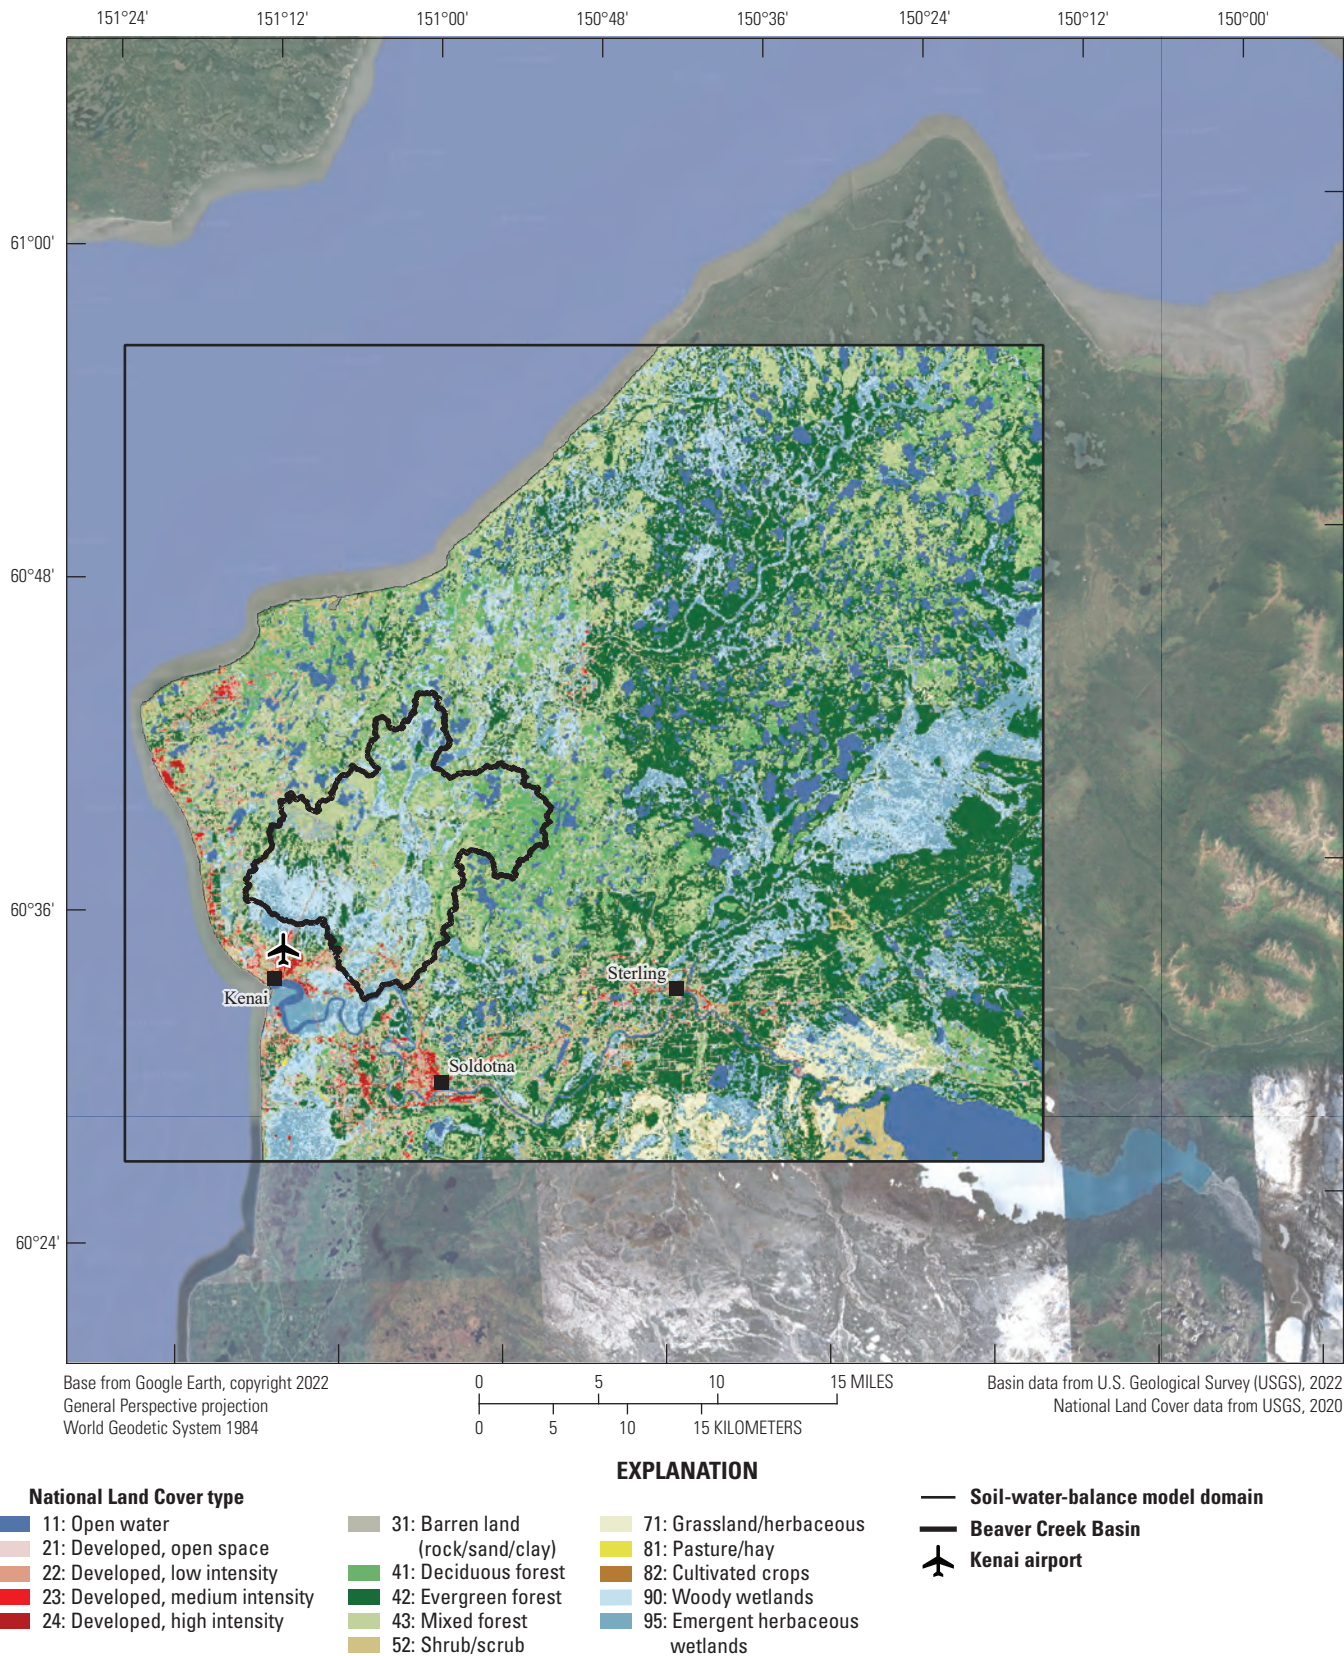 151°24' 151°12' 151°00' 150°48' 150°36' 150°24' 150°12' 150°00'
61°00'
60°48'
60°36'
60°24'
Sterling
Kenai
Soldotna
Base from Google Earth, copyright 2022
General Perspective projection
World Geodetic System 1984
0 5 10 15 MILES
0 5 10 15 KILOMETERS
Basin data from U.S. Geological Survey (USGS), 2022
National Land Cover data from USGS, 2020
EXPLANATION
National Land Cover type
11: Open water
21: Developed, open space
22: Developed, low intensity
23: Developed, medium intensity
24: Developed, high intensity
31: Barren land
(rock/sand/clay)
41: Deciduous forest
42: Evergreen forest
43: Mixed forest
52: Shrub/scrub
71: Grassland/herbaceous
81: Pasture/hay
82: Cultivated crops
90: Woody wetlands
95: Emergent herbaceous
wetlands
Soil-water-balance model domain
Beaver Creek Basin
Kenai airport